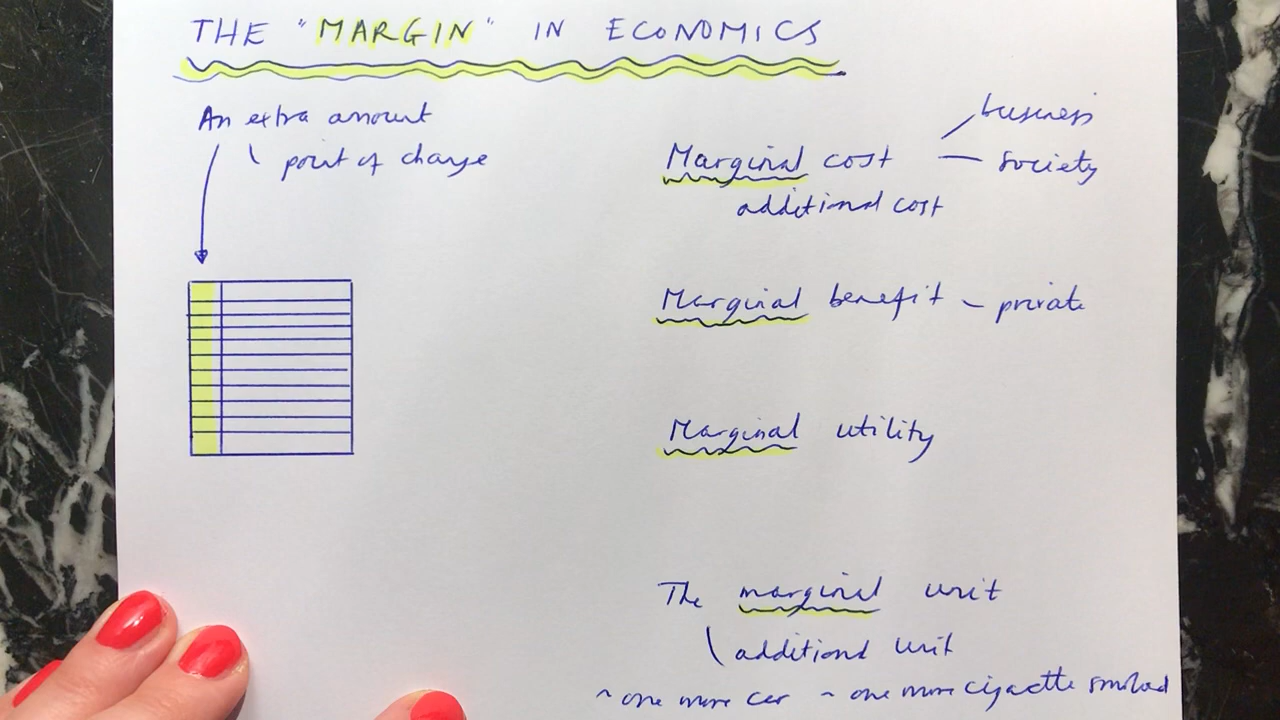 THE "MARGIN" IN ECONOMICS
An extra amount
point of change
Marginal cost
business
society
additional cost
Marginal benefit - private
Marginal utility
The marginal unit
additional unit
~ one more car ~ one more cigarette smoked